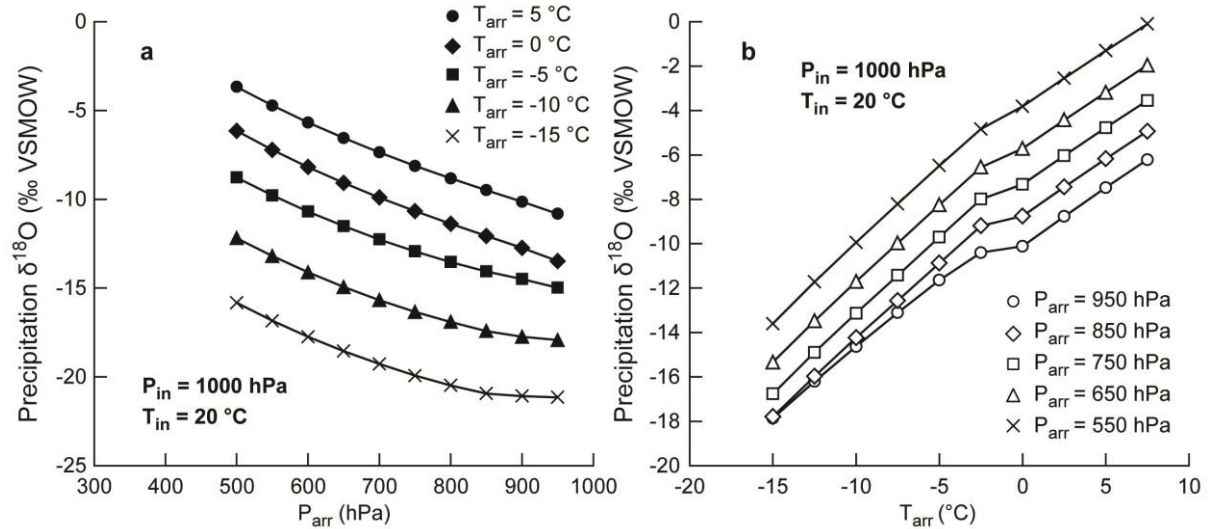 a
Precipitation δ¹⁸O (‰ VSMOW)
0
-5
-10
-15
-20
-25
300 400 500 600 700 800 900 1000
P_arr (hPa)
T_arr = 5 °C
T_arr = 0 °C
T_arr = -5 °C
T_arr = -10 °C
T_arr = -15 °C
P_in = 1000 hPa
T_in = 20 °C
b
Precipitation δ¹⁸O (‰ VSMOW)
0
-2
-4
-6
-8
-10
-12
-14
-16
-18
-20
-20 -15 -10 -5 0 5 10
T_arr (°C)
P_in = 1000 hPa
T_in = 20 °C
P_arr = 950 hPa
P_arr = 850 hPa
P_arr = 750 hPa
P_arr = 650 hPa
P_arr = 550 hPa